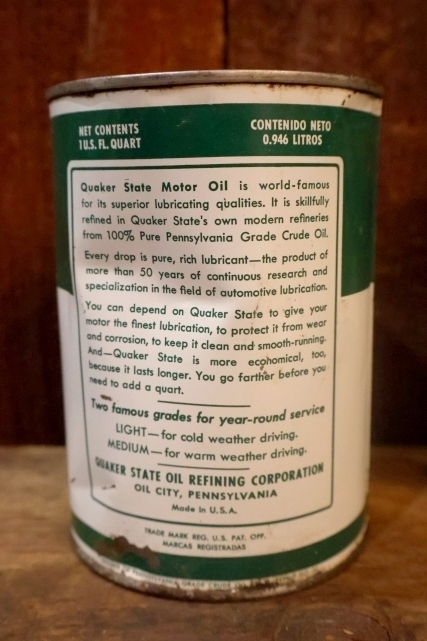 NET CONTENTS
1 U.S. FL. QUART
CONTENIDO NETO
0.946 LITROS
Quaker State Motor Oil is world-famous
for its superior lubricating qualities. It is skillfully
refined in Quaker State's own modern refineries
from 100% Pure Pennsylvania Grade Crude Oil.
Every drop is pure, rich lubricant—the product of
more than 50 years of continuous research and
specialization in the field of automotive lubrication.
You can depend on Quaker State to give your
motor the finest lubrication, to protect it from wear
and corrosion, to keep it clean and smooth-running.
And—Quaker State is more economical, too,
because it lasts longer. You go farther before you
need to add a quart.
Two famous grades for year-round service
LIGHT—for cold weather driving.
MEDIUM—for warm weather driving.
QUAKER STATE OIL REFINING CORPORATION
OIL CITY, PENNSYLVANIA
Made in U.S.A.
TRADE MARK REG. U.S. PAT. OFF.
MARCAS REGISTRADAS
PENNSYLVANIA GRADE CRUDE OIL